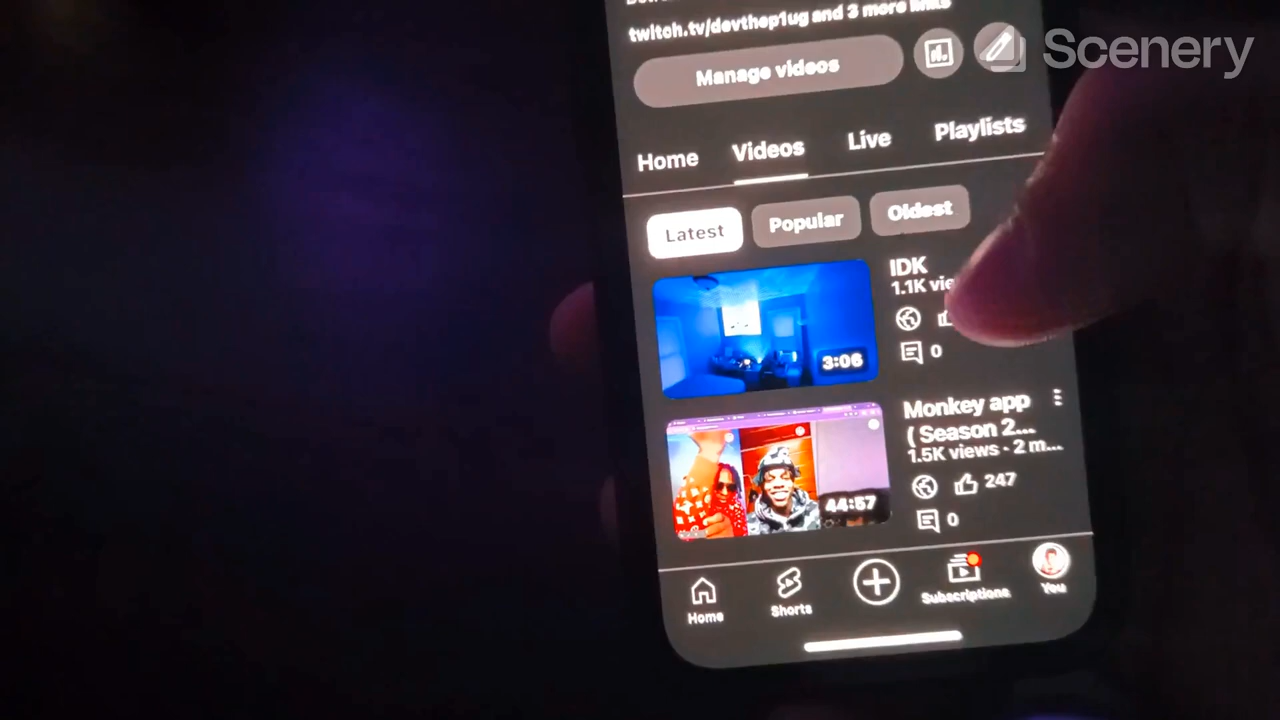 twitch.tv/devthep1ug and 3 more links
Scenery
Manage videos
Home
Videos
Live
Playlists
Latest
Popular
Oldest
IDK
1.1K
3:06
0
Monkey app
( Season 2...
1.5K views · 2 m...
247
44:57
0
Home
Shorts
Subscriptions
You